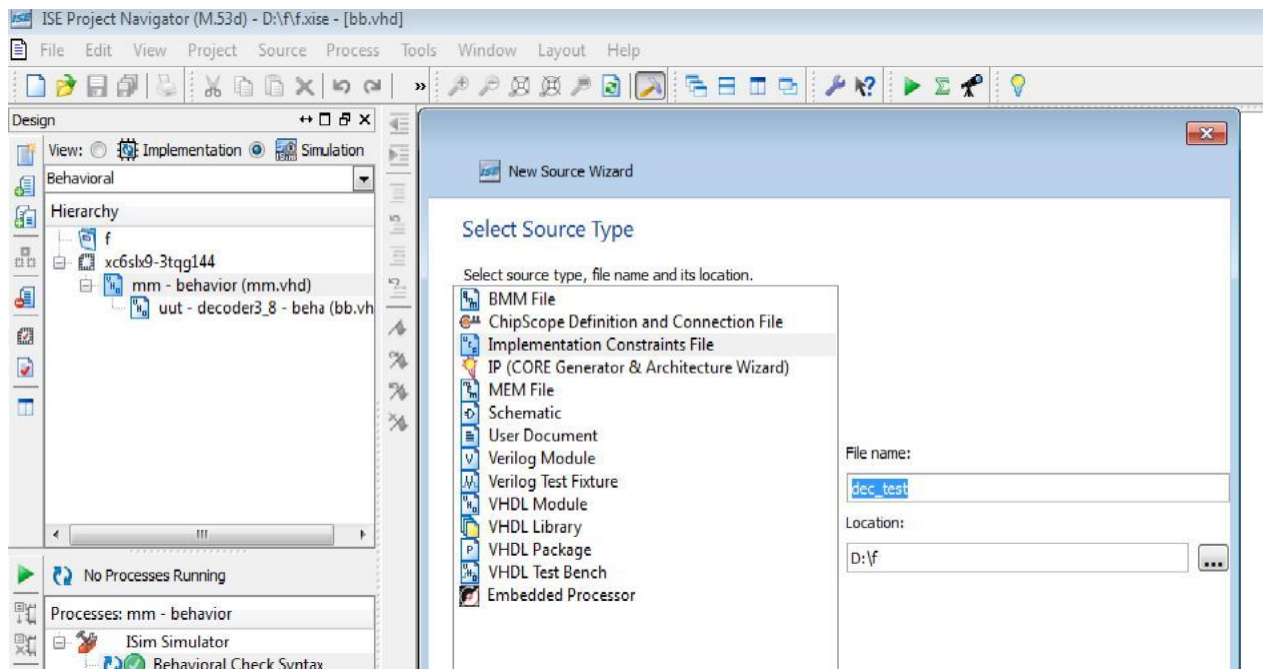 ISE Project Navigator (M.53d) - D:\f\f.xise - [bb.vhd]
File Edit View Project Source Process Tools Window Layout Help
Design
View: Implementation Simulation
Behavioral
Hierarchy
f
xc6slx9-3tqg144
mm - behavior (mm.vhd)
uut - decoder3_8 - beha (bb.vh
No Processes Running
Processes: mm - behavior
ISim Simulator
Behavioral Check Syntax
New Source Wizard
Select Source Type
Select source type, file name and its location.
BMM File
ChipScope Definition and Connection File
Implementation Constraints File
IP (CORE Generator & Architecture Wizard)
MEM File
Schematic
User Document
Verilog Module
Verilog Test Fixture
VHDL Module
VHDL Library
VHDL Package
VHDL Test Bench
Embedded Processor
File name:
dec_test
Location:
D:\f
...